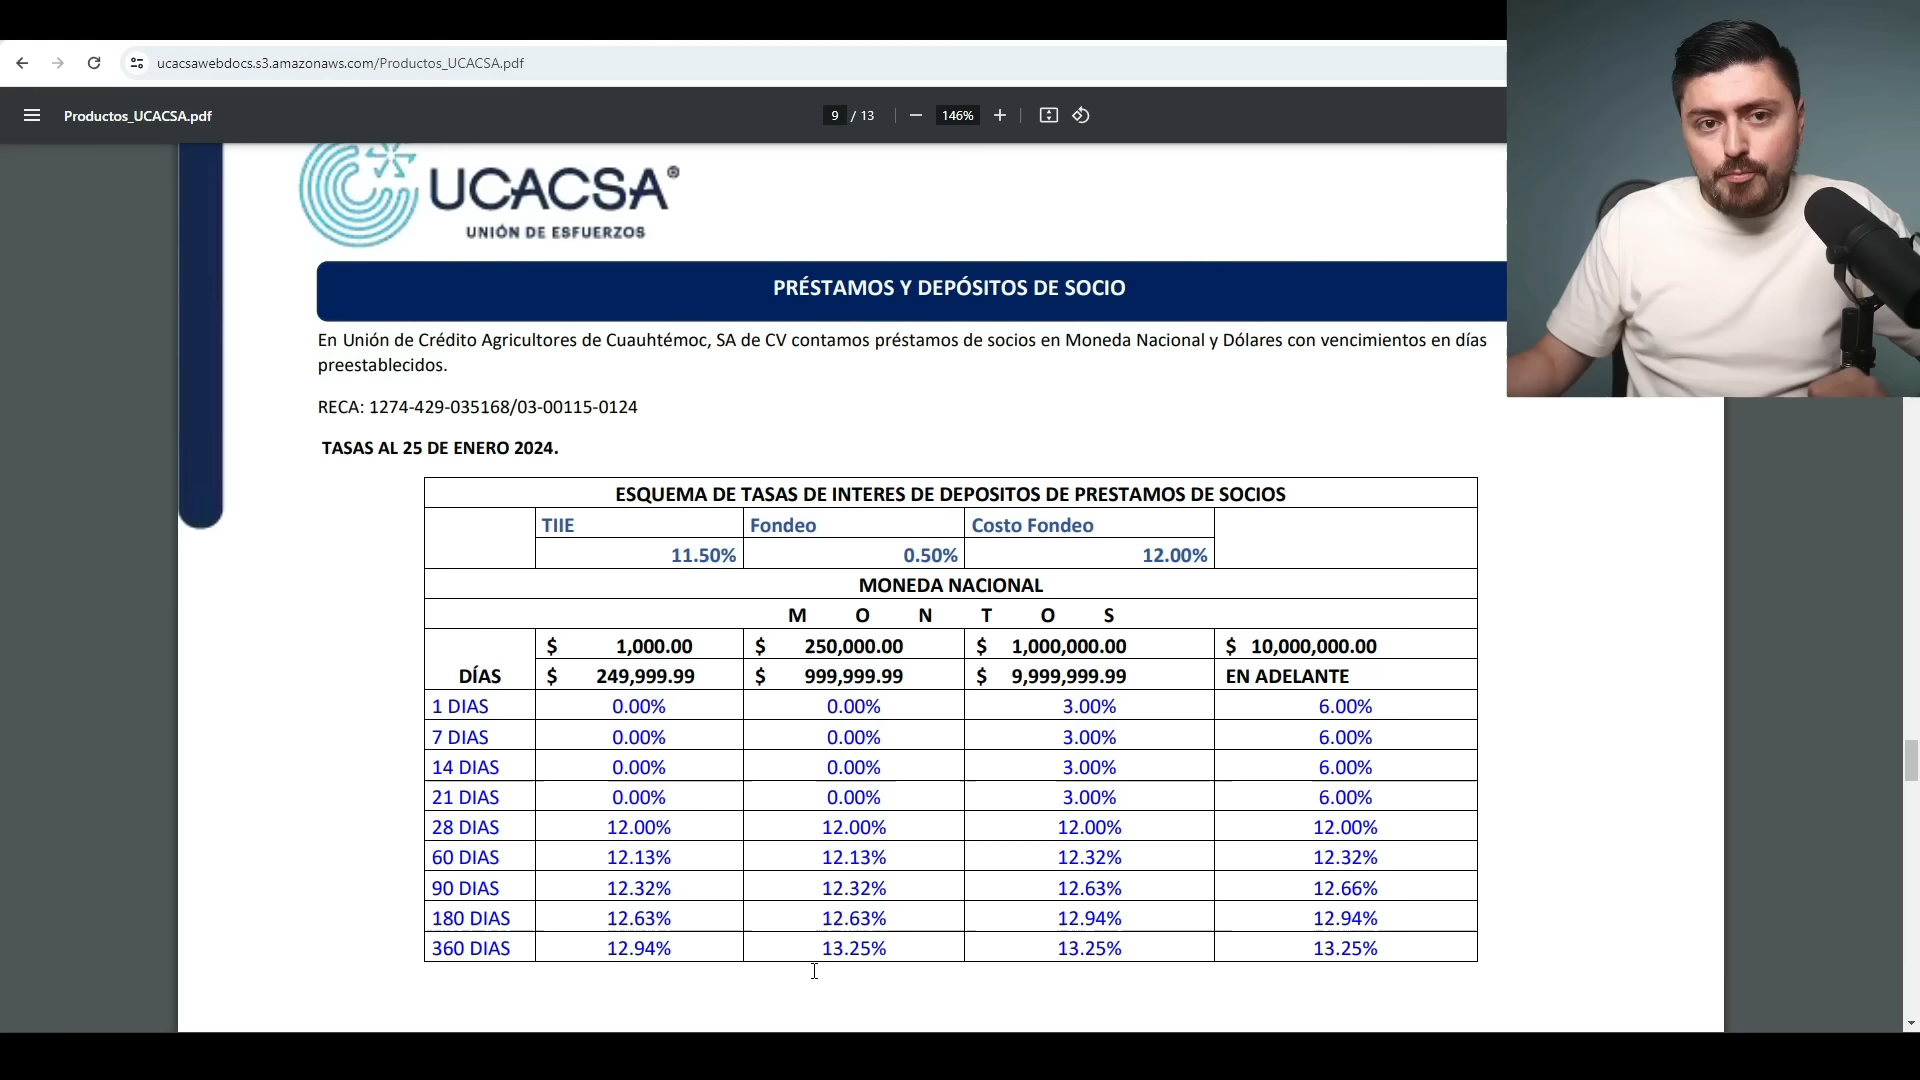 ucacsawebdocs.s3.amazonaws.com/Productos_UCACSA.pdf
Productos_UCACSA.pdf
9 / 13
146%
UCACSA®
UNIÓN DE ESFUERZOS
PRÉSTAMOS Y DEPÓSITOS DE SOCIO
En Unión de Crédito Agricultores de Cuauhtémoc, SA de CV contamos préstamos de socios en Moneda Nacional y Dólares con vencimientos en días
preestablecidos.
RECA: 1274-429-035168/03-00115-0124
TASAS AL 25 DE ENERO 2024.
ESQUEMA DE TASAS DE INTERES DE DEPOSITOS DE PRESTAMOS DE SOCIOS
TIIE Fondeo Costo Fondeo
11.50% 0.50% 12.00%
MONEDA NACIONAL
M O N T O S
$ 1,000.00 $ 250,000.00 $ 1,000,000.00 $ 10,000,000.00
DÍAS $ 249,999.99 $ 999,999.99 $ 9,999,999.99 EN ADELANTE
1 DIAS 0.00% 0.00% 3.00% 6.00%
7 DIAS 0.00% 0.00% 3.00% 6.00%
14 DIAS 0.00% 0.00% 3.00% 6.00%
21 DIAS 0.00% 0.00% 3.00% 6.00%
28 DIAS 12.00% 12.00% 12.00% 12.00%
60 DIAS 12.13% 12.13% 12.32% 12.32%
90 DIAS 12.32% 12.32% 12.63% 12.66%
180 DIAS 12.63% 12.63% 12.94% 12.94%
360 DIAS 12.94% 13.25% 13.25% 13.25%